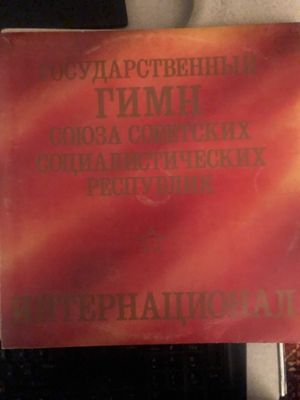 ГОСУДАРСТВЕННЫЙ
ГИМН
СОЮЗА СОВЕТСКИХ
СОЦИАЛИСТИЧЕСКИХ
РЕСПУБЛИК
ИНТЕРНАЦИОНАЛ